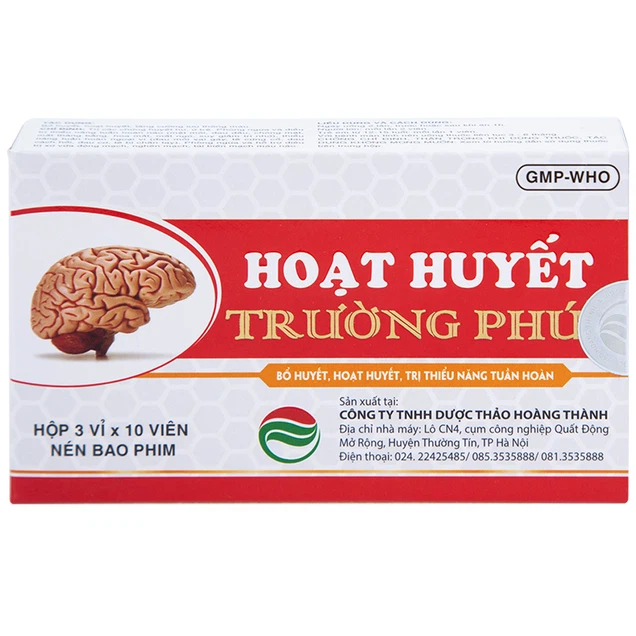 GMP-WHO
HOẠT HUYẾT
TRƯỜNG PHÚ
BỔ HUYẾT, HOẠT HUYẾT, TRỊ THIỂU NĂNG TUẦN HOÀN
HỘP 3 VỈ x 10 VIÊN
NÉN BAO PHIM
Sản xuất tại:
CÔNG TY TNHH DƯỢC THẢO HOÀNG THÀNH
Địa chỉ nhà máy: Lô CN4, cụm công nghiệp Quất Động
Mở Rộng, Huyện Thường Tín, TP Hà Nội
Điện thoại: 024. 22425485/ 085.3535888/ 081.3535888